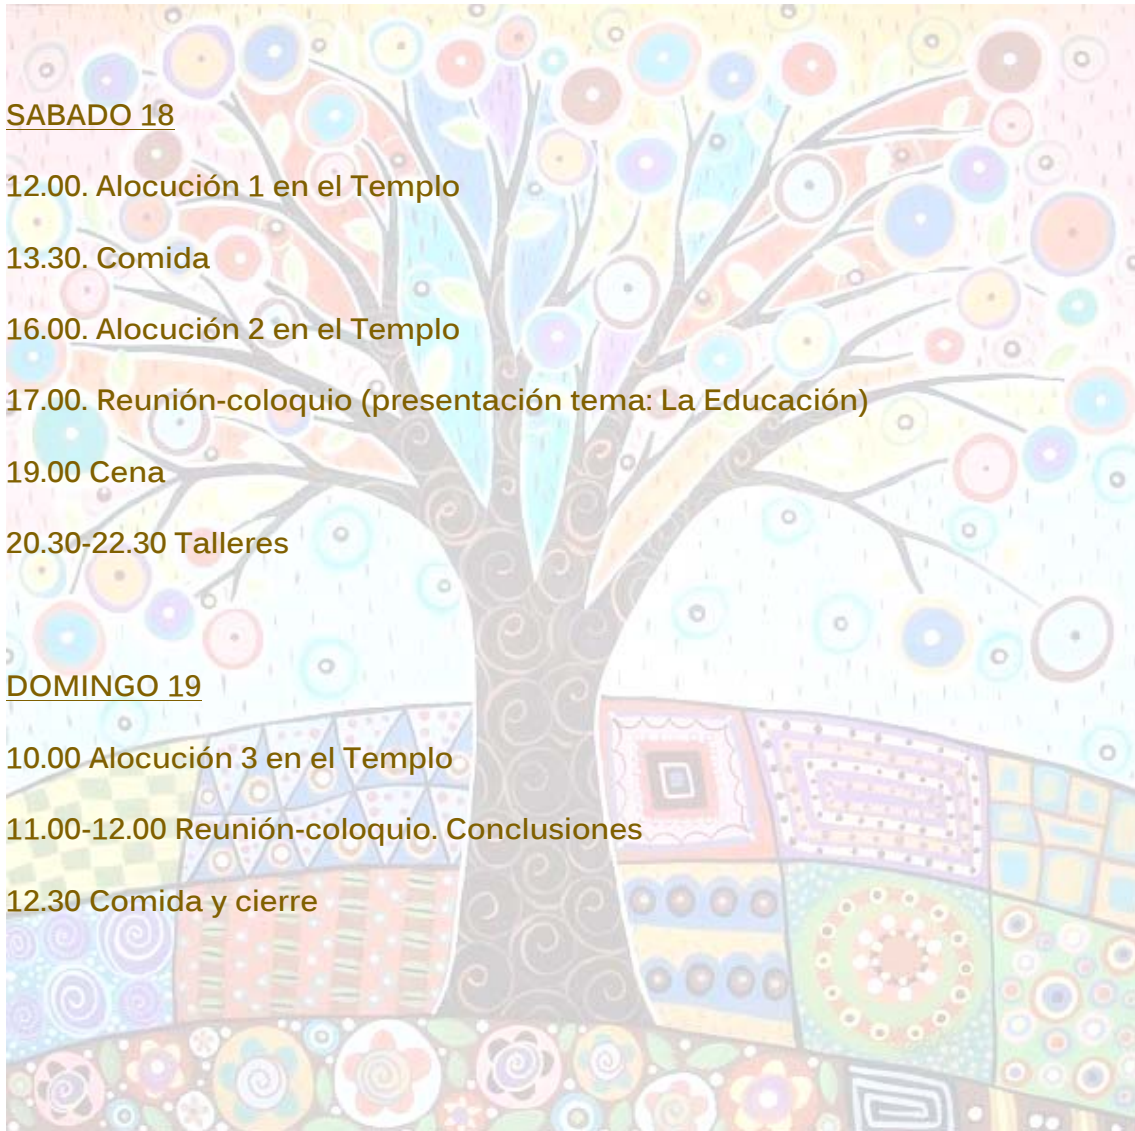 SABADO 18
12.00. Alocución 1 en el Templo
13.30. Comida
16.00. Alocución 2 en el Templo
17.00. Reunión-coloquio (presentación tema: La Educación)
19.00 Cena
20.30-22.30 Talleres
DOMINGO 19
10.00 Alocución 3 en el Templo
11.00-12.00 Reunión-coloquio. Conclusiones
12.30 Comida y cierre